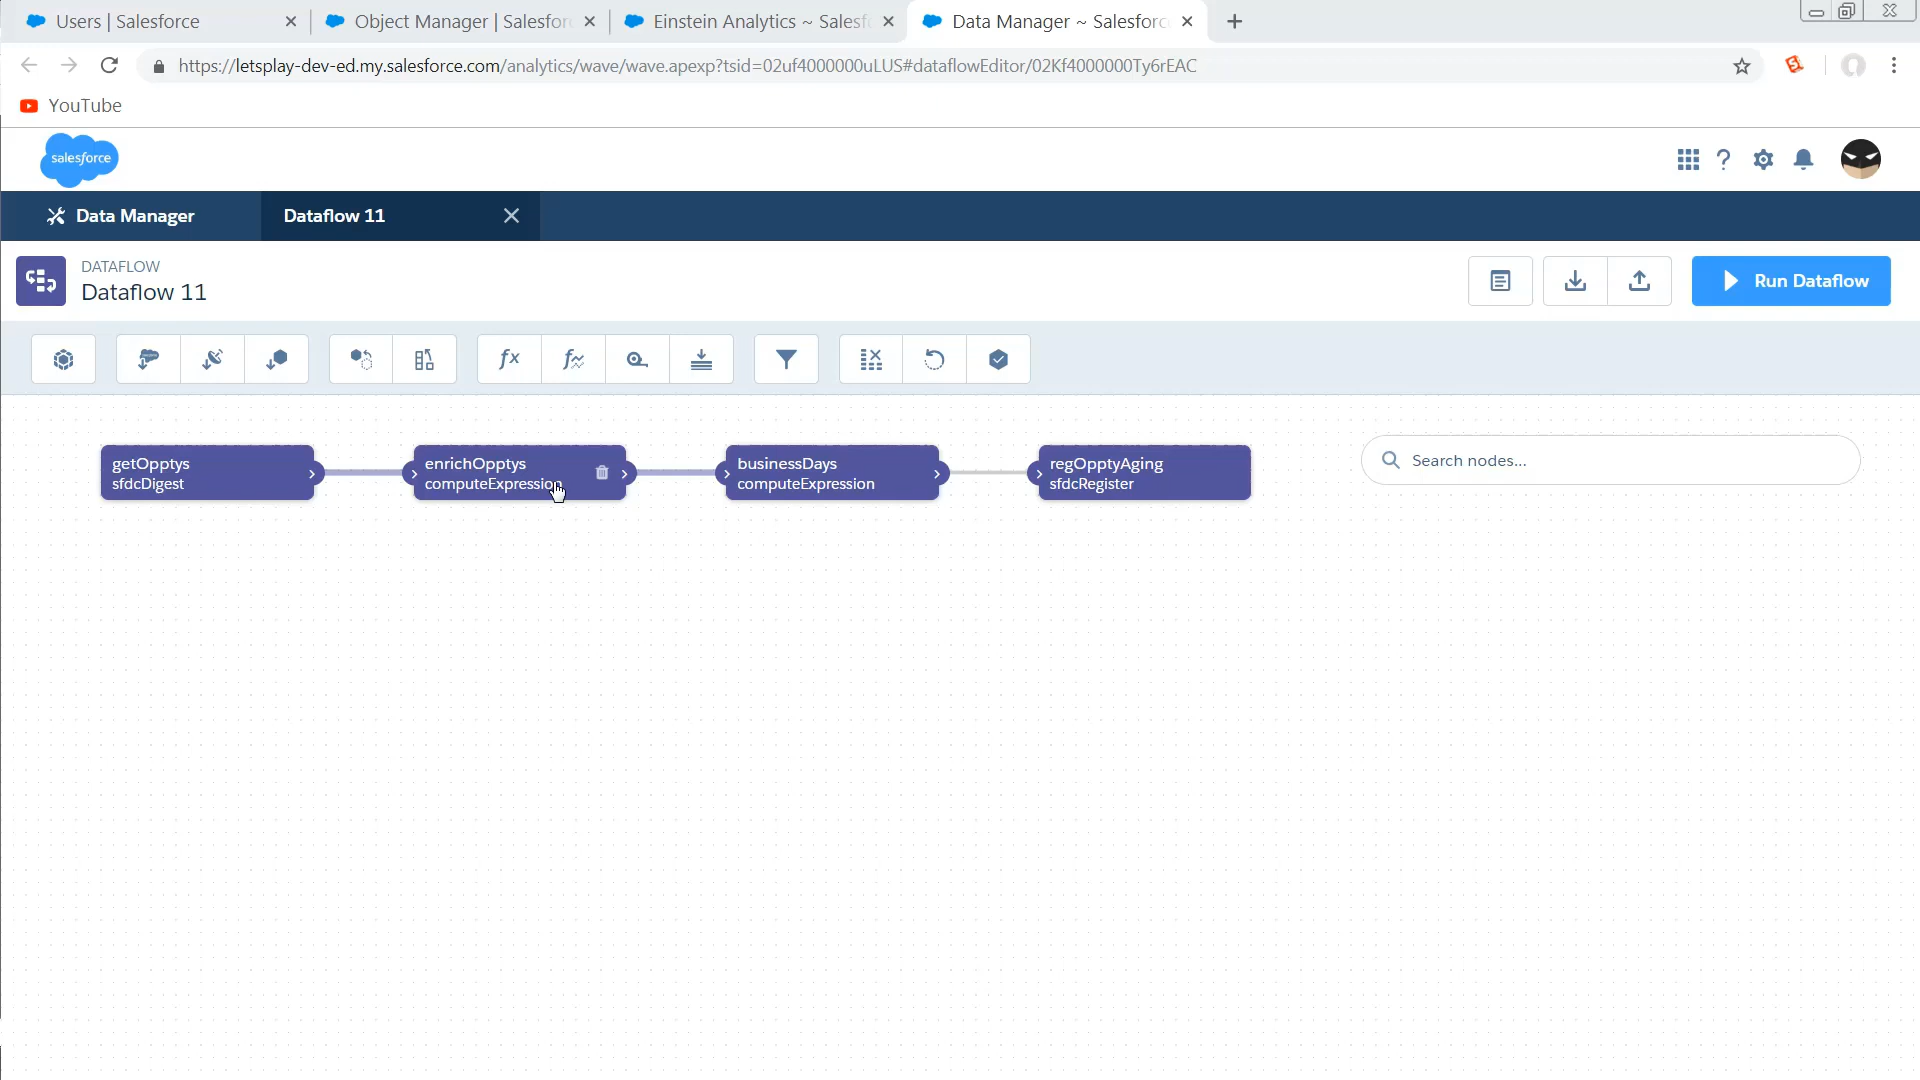 Users | Salesforce
Object Manager | Salesforc
Einstein Analytics ~ Salesf
Data Manager ~ Salesforc
https://letsplay-dev-ed.my.salesforce.com/analytics/wave/wave.apexp?tsid=02uf4000000uLUS#dataflowEditor/02Kf4000000Ty6rEAC
YouTube
salesforce
Data Manager
Dataflow 11
DATAFLOW
Dataflow 11
Run Dataflow
fx
getOpptys
sfdcDigest
enrichOpptys
computeExpression
businessDays
computeExpression
regOpptyAging
sfdcRegister
Search nodes...